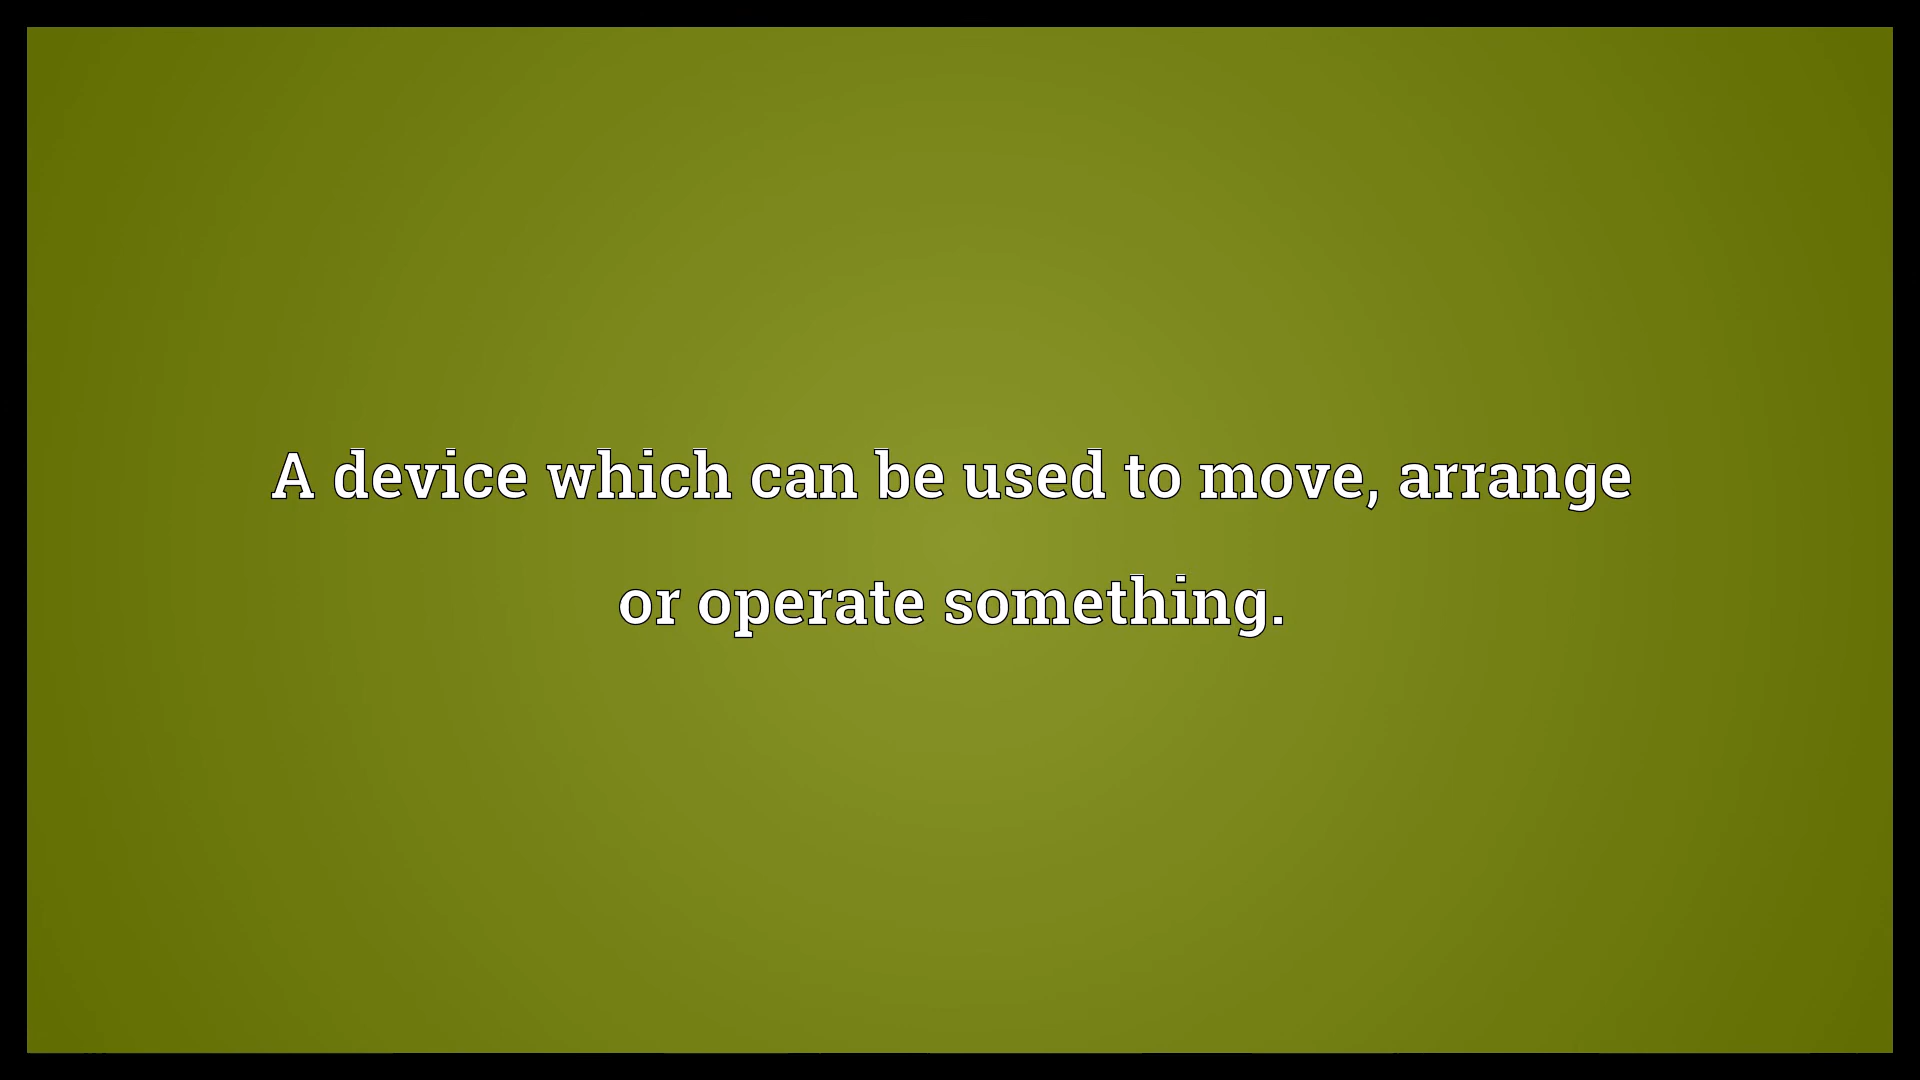 A device which can be used to move, arrange
or operate something.